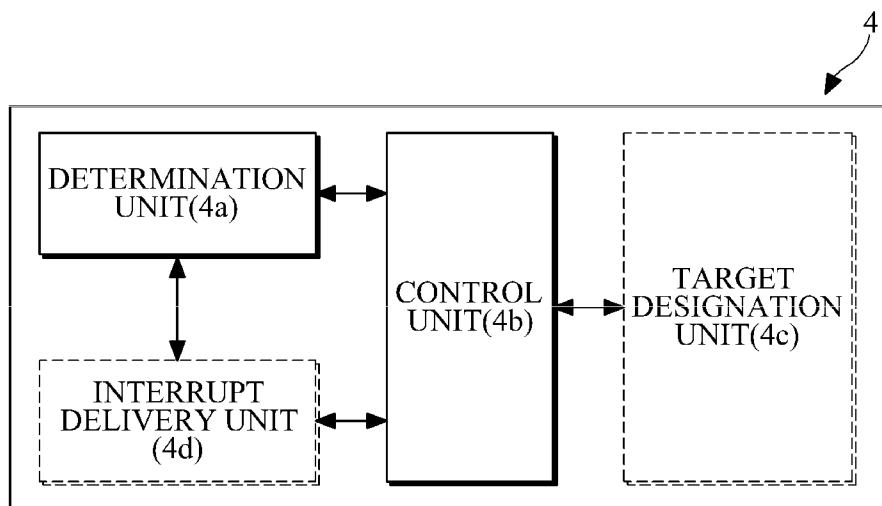 4
DETERMINATION
UNIT(4a)
CONTROL
UNIT(4b)
TARGET
DESIGNATION
UNIT(4c)
INTERRUPT
DELIVERY UNIT
(4d)